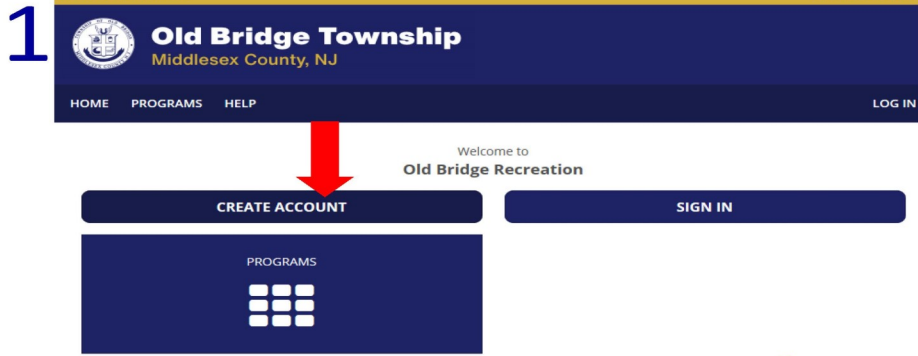 1
Old Bridge Township
Middlesex County, NJ
HOME PROGRAMS HELP LOG IN
Welcome to
Old Bridge Recreation
CREATE ACCOUNT SIGN IN
PROGRAMS